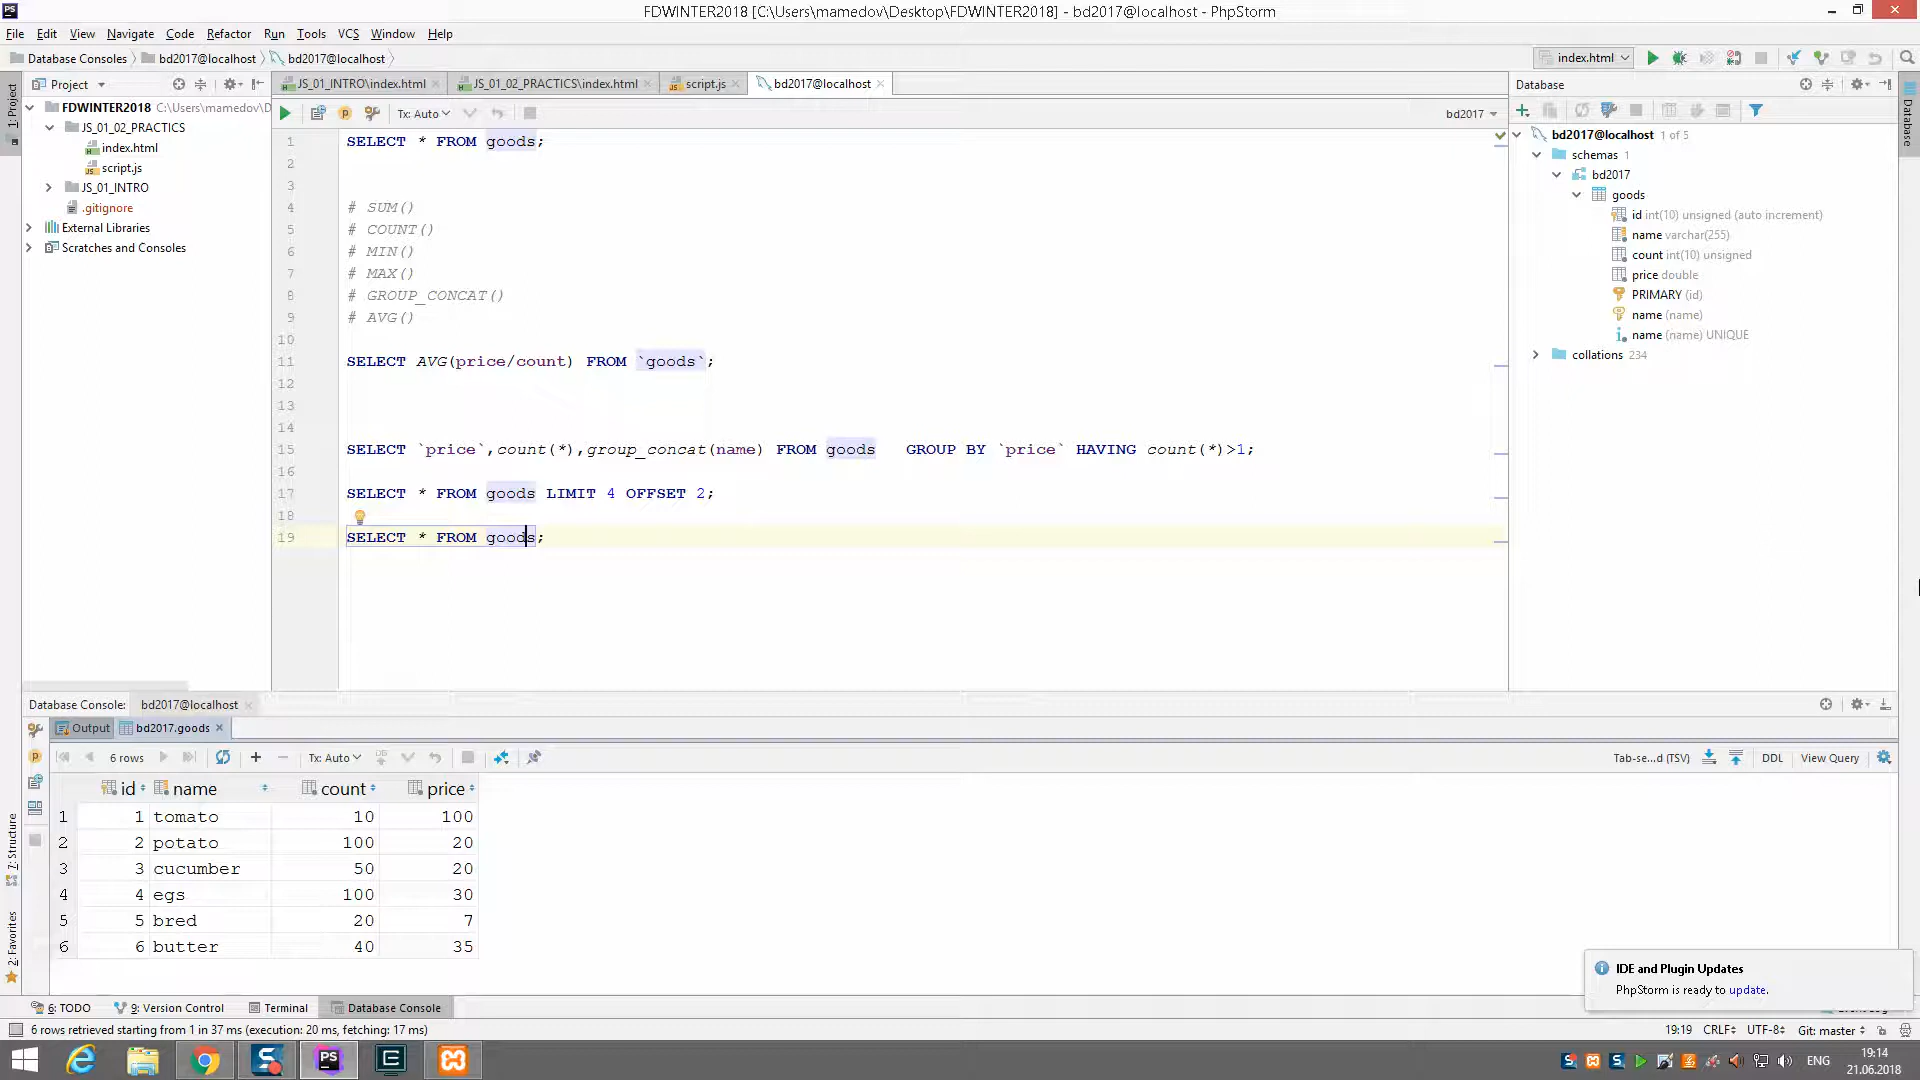 FDWINTER2018 [C:\Users\mamedov\Desktop\FDWINTER2018] - bd2017@localhost - PhpStorm
File Edit View Navigate Code Refactor Run Tools VCS Window Help
Database Consoles bd2017@localhost bd2017@localhost index.html
Project JS_01_INTRO\index.html JS_01_02_PRACTICS\index.html script.js bd2017@localhost Database
1: Project
Database
FDWINTER2018 C:\Users\mamedov\D
JS_01_02_PRACTICS
index.html
script.js
JS_01_INTRO
.gitignore
External Libraries
Scratches and Consoles
Tx: Auto bd2017
1 SELECT * FROM goods;
2
3
4 # SUM()
5 # COUNT()
6 # MIN()
7 # MAX()
8 # GROUP_CONCAT()
9 # AVG()
10
11 SELECT AVG(price/count) FROM `goods`;
12
13
14
15 SELECT `price`,count(*),group_concat(name) FROM goods GROUP BY `price` HAVING count(*)>1;
16
17 SELECT * FROM goods LIMIT 4 OFFSET 2;
18
19 SELECT * FROM goods;
bd2017@localhost 1 of 5
schemas 1
bd2017
goods
id int(10) unsigned (auto increment)
name varchar(255)
count int(10) unsigned
price double
PRIMARY (id)
name (name)
name (name) UNIQUE
collations 234
Database Console: bd2017@localhost
Output bd2017.goods
6 rows Tx: Auto Tab-se...d (TSV) DDL View Query
id name count price
1 1 tomato 10 100
2 2 potato 100 20
3 3 cucumber 50 20
4 4 egs 100 30
5 5 bred 20 7
6 6 butter 40 35
7: Structure
2: Favorites
IDE and Plugin Updates
PhpStorm is ready to update.
6: TODO 9: Version Control Terminal Database Console
6 rows retrieved starting from 1 in 37 ms (execution: 20 ms, fetching: 17 ms) 19:19 CRLF UTF-8 Git: master
ENG
19:14
21.06.2018